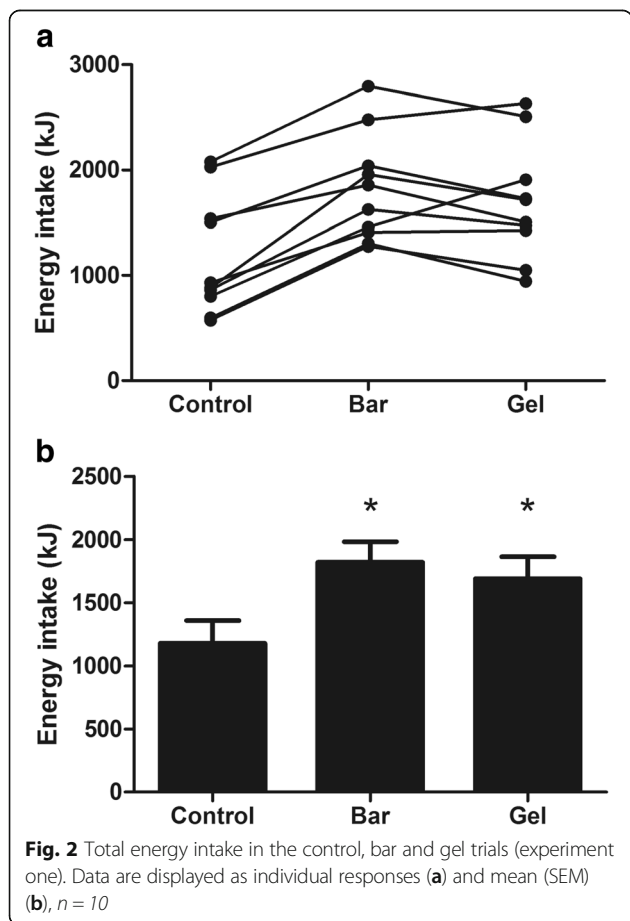 a
3000
2000
1000
0
Energy intake (kJ)
Control Bar Gel
b
2500
2000
1500
1000
500
0
Energy intake (kJ)
* *
Control Bar Gel
Fig. 2 Total energy intake in the control, bar and gel trials (experiment
one). Data are displayed as individual responses (a) and mean (SEM)
(b), n = 10